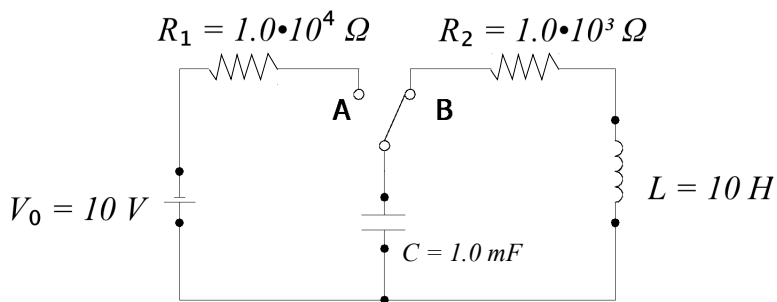 R₁ = 1.0•10⁴ Ω
R₂ = 1.0•10³ Ω
A
B
V₀ = 10 V
L = 10 H
C = 1.0 mF